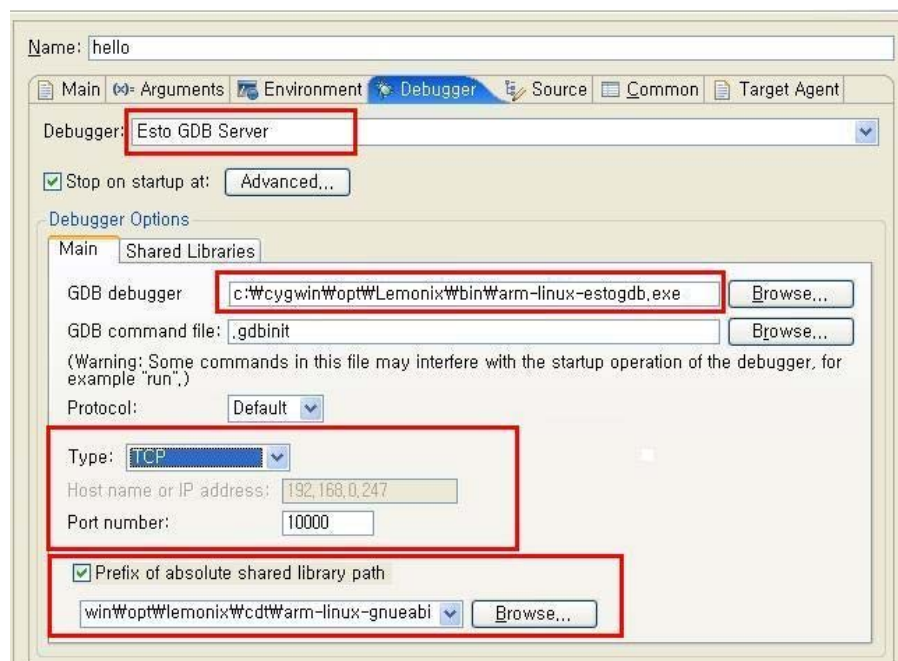 Name: hello
Main (x)= Arguments Environment Debugger Source Common Target Agent
Debugger: Esto GDB Server
Stop on startup at: Advanced...
Debugger Options
Main Shared Libraries
GDB debugger c:₩cygwin₩opt₩Lemonix₩bin₩arm-linux-estogdb.exe Browse...
GDB command file: .gdbinit Browse...
(Warning: Some commands in this file may interfere with the startup operation of the debugger, for
example "run".)
Protocol: Default
Type: TCP
Host name or IP address: 192.168.0.247
Port number: 10000
Prefix of absolute shared library path
win₩opt₩lemonix₩cdt₩arm-linux-gnueabi Browse...